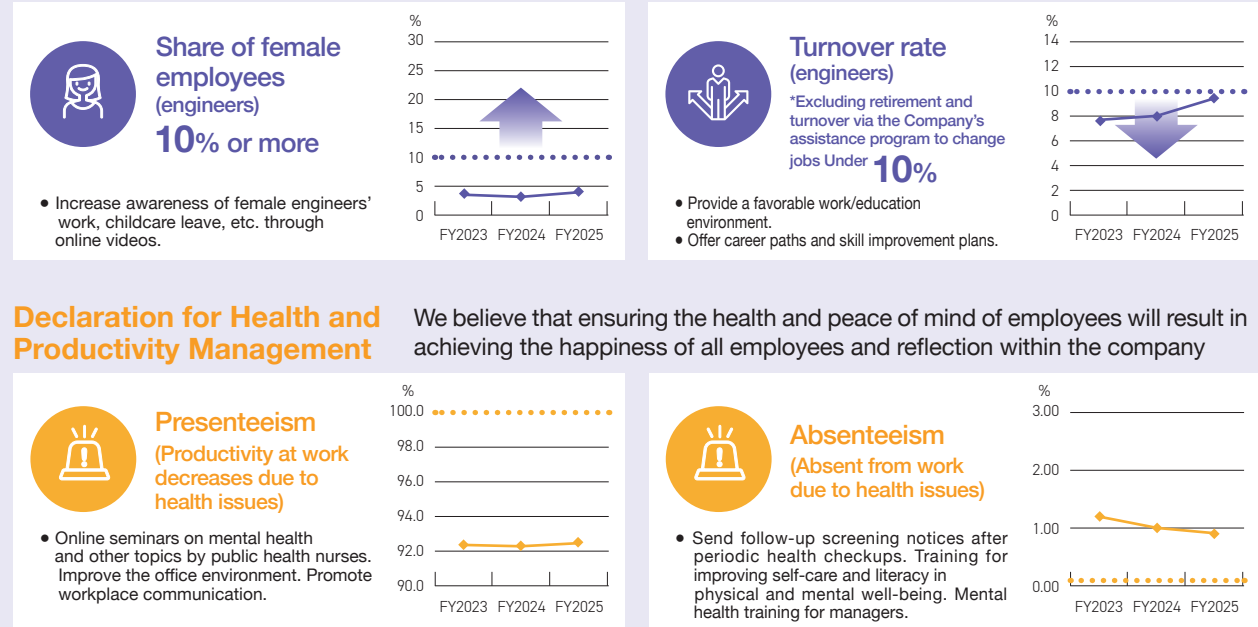 Share of female
employees
(engineers)
10% or more
• Increase awareness of female engineers'
work, childcare leave, etc. through
online videos.
%
30
25
20
15
10
5
0
FY2023 FY2024 FY2025
Turnover rate
(engineers)
*Excluding retirement and
turnover via the Company's
assistance program to change
jobs Under 10%
• Provide a favorable work/education
environment.
• Offer career paths and skill improvement plans.
%
14
12
10
8
6
4
2
0
FY2023 FY2024 FY2025
Declaration for Health and
Productivity Management
We believe that ensuring the health and peace of mind of employees will result in
achieving the happiness of all employees and reflection within the company
Presenteeism
(Productivity at work
decreases due to
health issues)
• Online seminars on mental health
and other topics by public health nurses.
Improve the office environment. Promote
workplace communication.
%
100.0
98.0
96.0
94.0
92.0
90.0
FY2023 FY2024 FY2025
Absenteeism
(Absent from work
due to health issues)
• Send follow-up screening notices after
periodic health checkups. Training for
improving self-care and literacy in
physical and mental well-being. Mental
health training for managers.
%
3.00
2.00
1.00
0.00
FY2023 FY2024 FY2025